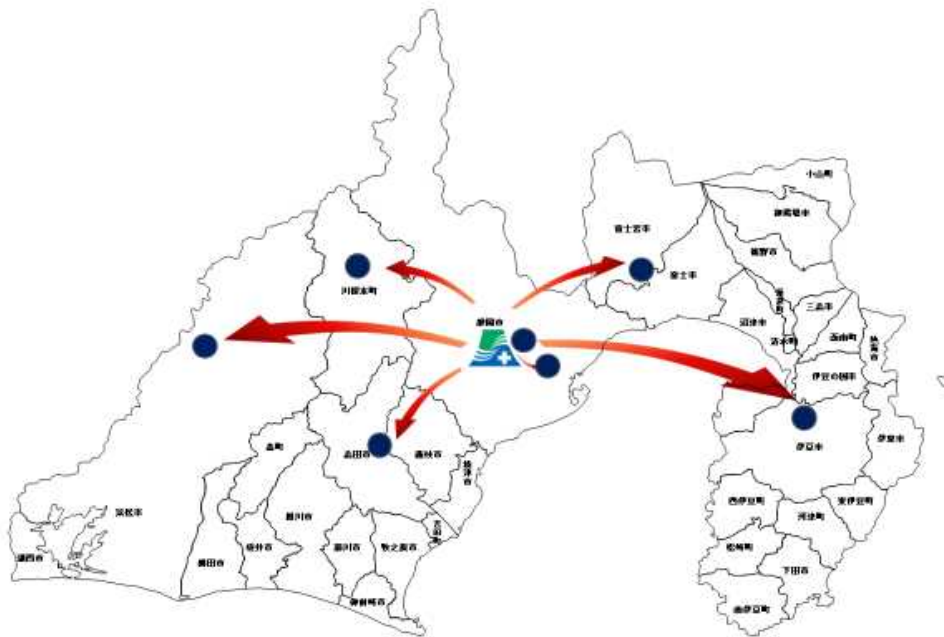 小山町
御殿場市
富士宮市
裾野市
富士市
川根本町
長泉町
三島市
沼津市
静岡市
函南町
熱海市
清水町
伊豆の国市
伊豆市
伊東市
森町
島田市
藤枝市
焼津市
西伊豆町
東伊豆町
河津町
吉田町
浜松市
掛川市
袋井市
菊川市
牧之原市
松崎町
湖西市
磐田市
下田市
御前崎市
南伊豆町